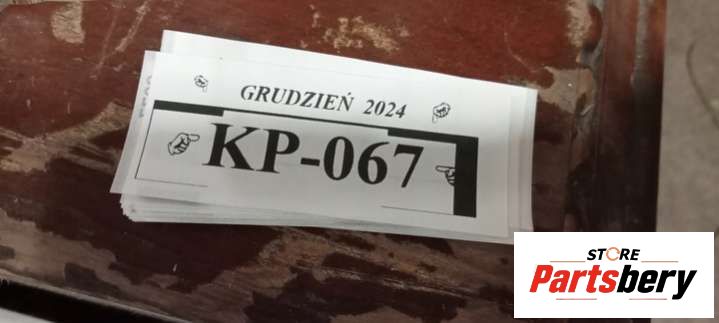 GRUDZIEŃ 2024
KP-067
STORE
Partsbery